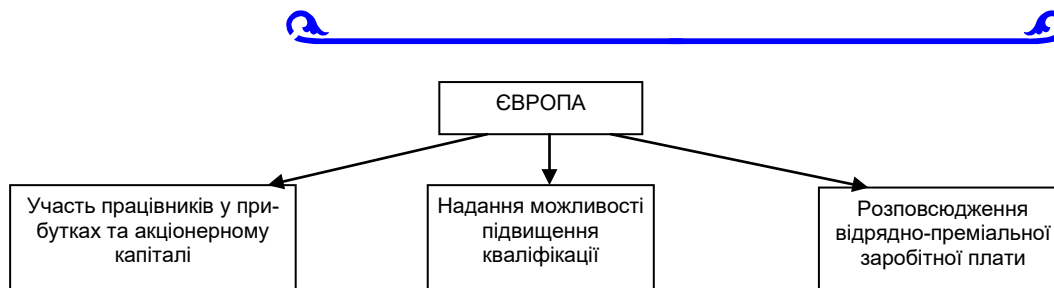 ЄВРОПА
Участь працівників у при-
бутках та акціонерному
капіталі
Надання можливості
підвищення
кваліфікації
Розповсюдження
відрядно-преміальної
заробітної плати